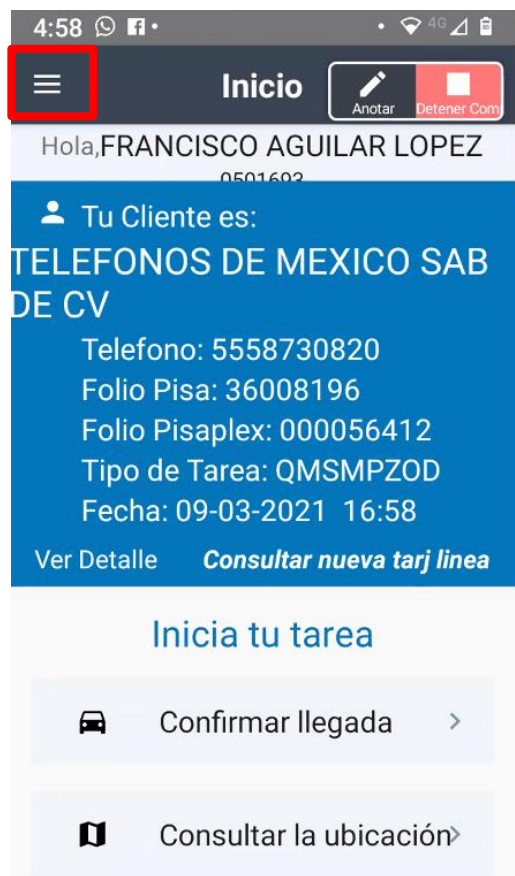 4:58
4G
Inicio
Anotar
Detener Com
Hola,FRANCISCO AGUILAR LOPEZ
0501693
Tu Cliente es:
TELEFONOS DE MEXICO SAB
DE CV
Telefono: 5558730820
Folio Pisa: 36008196
Folio Pisaplex: 000056412
Tipo de Tarea: QMSMPZOD
Fecha: 09-03-2021 16:58
Ver Detalle
Consultar nueva tarj linea
Inicia tu tarea
Confirmar llegada
Consultar la ubicación